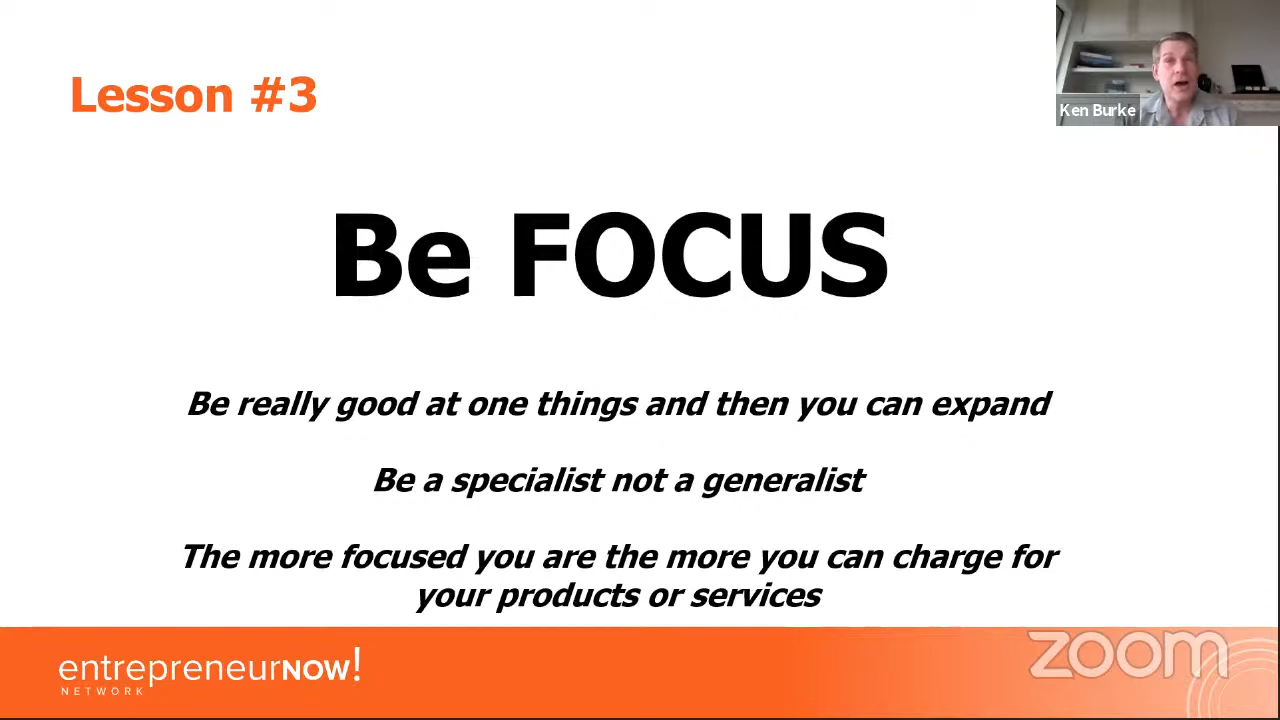 Lesson #3
Ken Burke
Be FOCUS
Be really good at one things and then you can expand
Be a specialist not a generalist
The more focused you are the more you can charge for
your products or services
entrepreneurNOW!
NETWORK
zoom